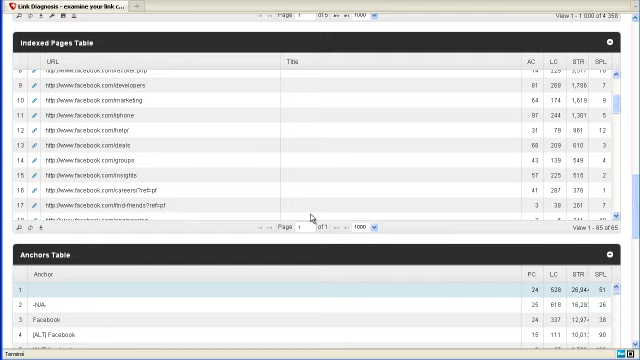 Link Diagnosis - examine your link c...
Page 1 of 5 1000 View 1 - 1 000 of 4 358
Indexed Pages Table
URL Title AC LC STR SPL
9 http://www.facebook.com/developers 81 268 1,786 7
10 http://www.facebook.com/marketing 64 174 1,618 9
11 http://www.facebook.com/iphone 97 244 1,301 5
12 http://www.facebook.com/help/ 31 79 961 12
13 http://www.facebook.com/deals 68 209 610 3
14 http://www.facebook.com/groups 43 139 549 4
15 http://www.facebook.com/insights 57 225 515 2
16 http://www.facebook.com/careers/?ref=pf 41 287 376 1
17 http://www.facebook.com/find-friends?ref=pf 3 38 261 7
Page 1 of 1 1000 View 1 - 65 of 65
Anchors Table
Anchor PC LC STR SPL
1 24 528 51
2 -N/A- 25 618 26
3 Facebook 24 337 38
4 [ALT] Facebook 15 111 90
Terminé